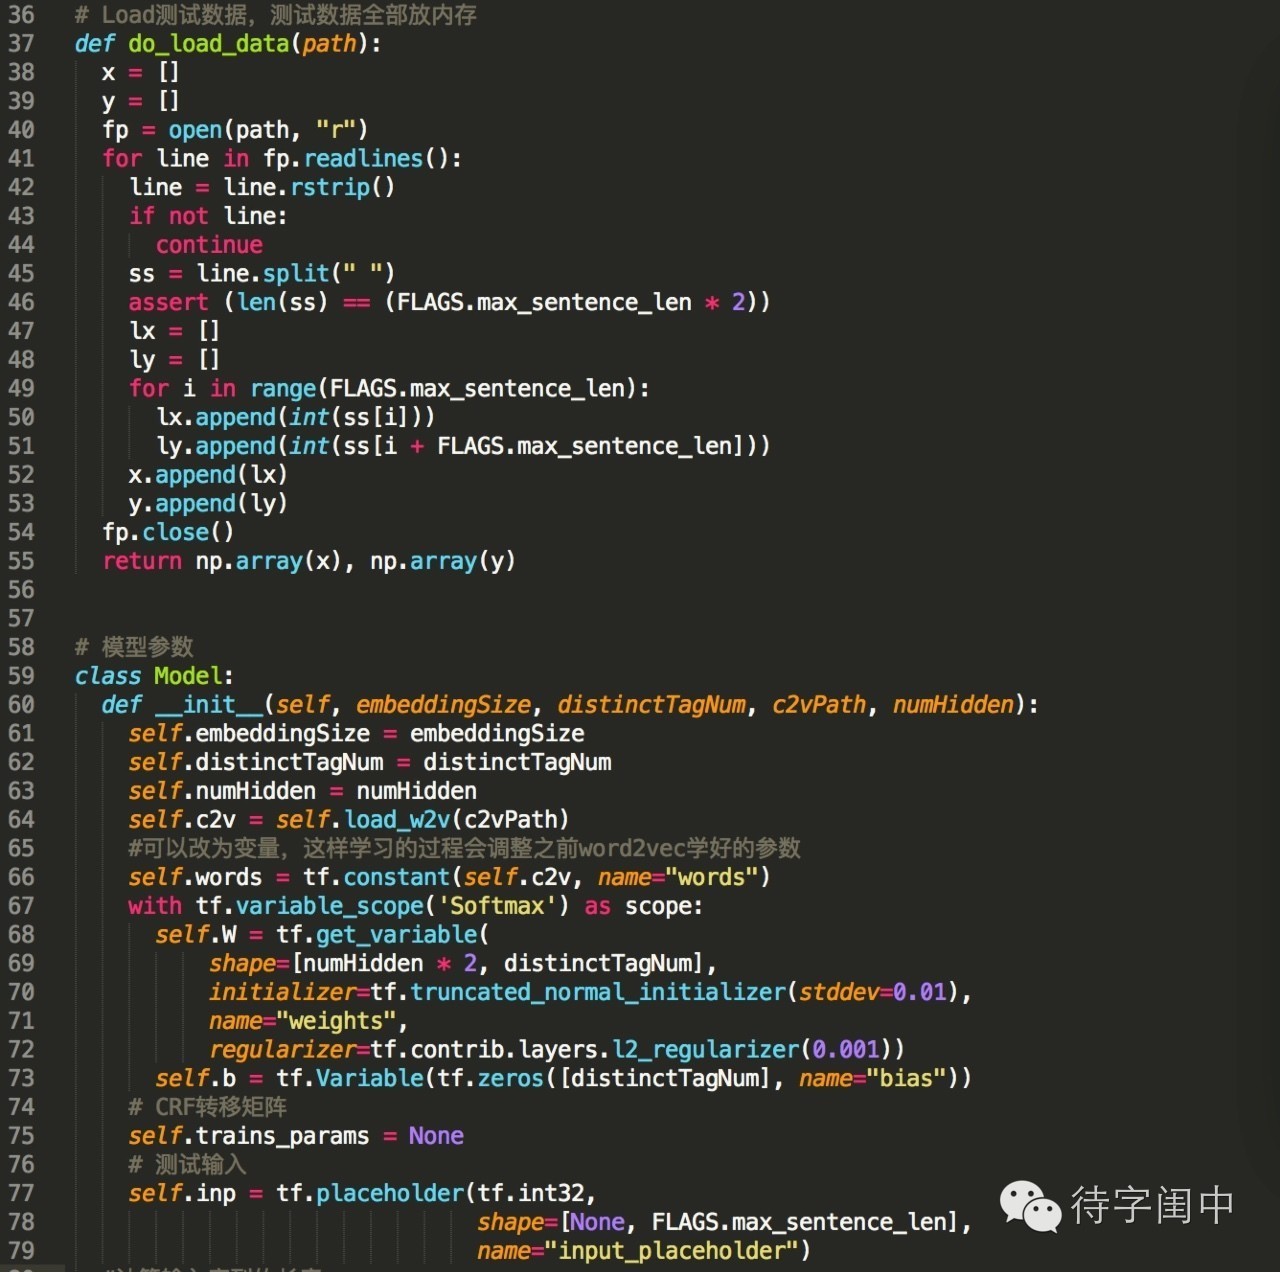 36 # Load测试数据，测试数据全部放内存
37 def do_load_data(path):
38 x = []
39 y = []
40 fp = open(path, "r")
41 for line in fp.readlines():
42 line = line.rstrip()
43 if not line:
44 continue
45 ss = line.split(" ")
46 assert (len(ss) == (FLAGS.max_sentence_len * 2))
47 lx = []
48 ly = []
49 for i in range(FLAGS.max_sentence_len):
50 lx.append(int(ss[i]))
51 ly.append(int(ss[i + FLAGS.max_sentence_len]))
52 x.append(lx)
53 y.append(ly)
54 fp.close()
55 return np.array(x), np.array(y)
56
57
58 # 模型参数
59 class Model:
60 def __init__(self, embeddingSize, distinctTagNum, c2vPath, numHidden):
61 self.embeddingSize = embeddingSize
62 self.distinctTagNum = distinctTagNum
63 self.numHidden = numHidden
64 self.c2v = self.load_w2v(c2vPath)
65 #可以改为变量，这样学习的过程会调整之前word2vec学好的参数
66 self.words = tf.constant(self.c2v, name="words")
67 with tf.variable_scope('Softmax') as scope:
68 self.W = tf.get_variable(
69 shape=[numHidden * 2, distinctTagNum],
70 initializer=tf.truncated_normal_initializer(stddev=0.01),
71 name="weights",
72 regularizer=tf.contrib.layers.l2_regularizer(0.001))
73 self.b = tf.Variable(tf.zeros([distinctTagNum], name="bias"))
74 # CRF转移矩阵
75 self.trains_params = None
76 # 测试输入
77 self.inp = tf.placeholder(tf.int32,
78 shape=[None, FLAGS.max_sentence_len],
79 name="input_placeholder")
待字闺中